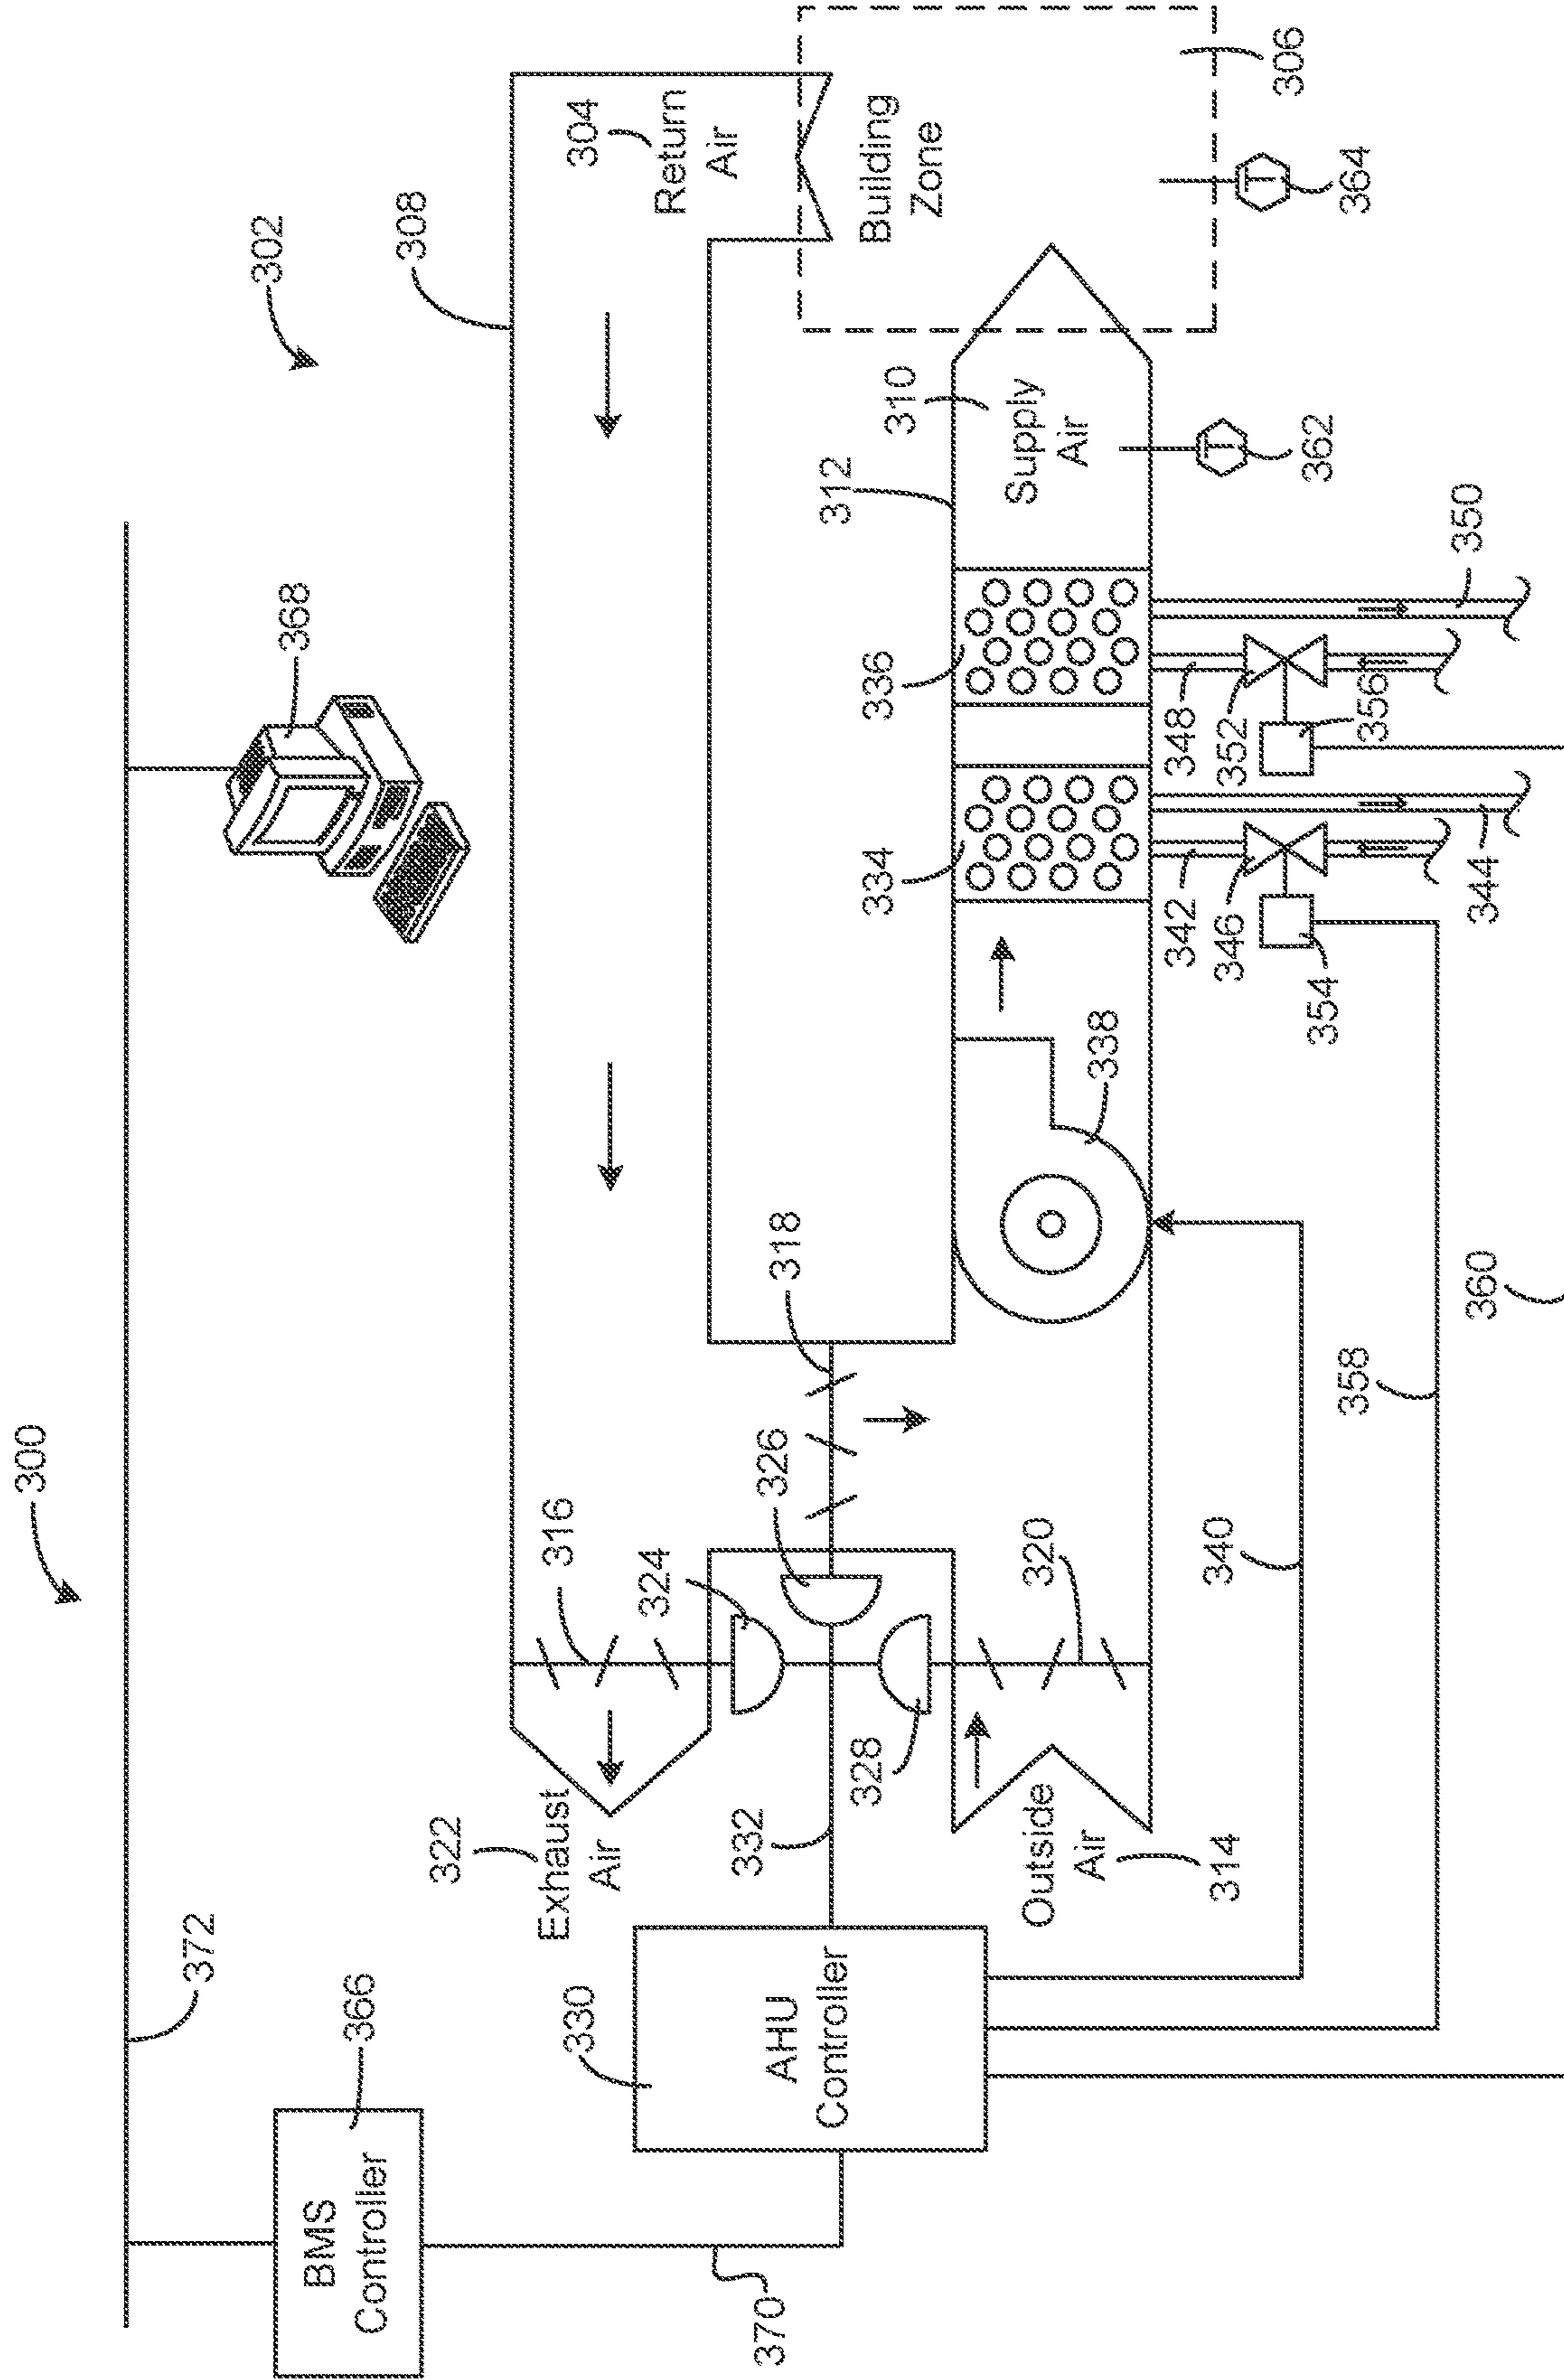 300
372
BMS
Controller
366
368
302
308
370
330
AHU
Controller
322
Exhaust
Air
316
324
326
318
304
Return
Air
Building
Zone
306
332
328
Outside
Air
314
320
338
334
336
312
310
Supply
Air
362
364
340
342
346
354
348
352
356
344
350
358
360
T
T